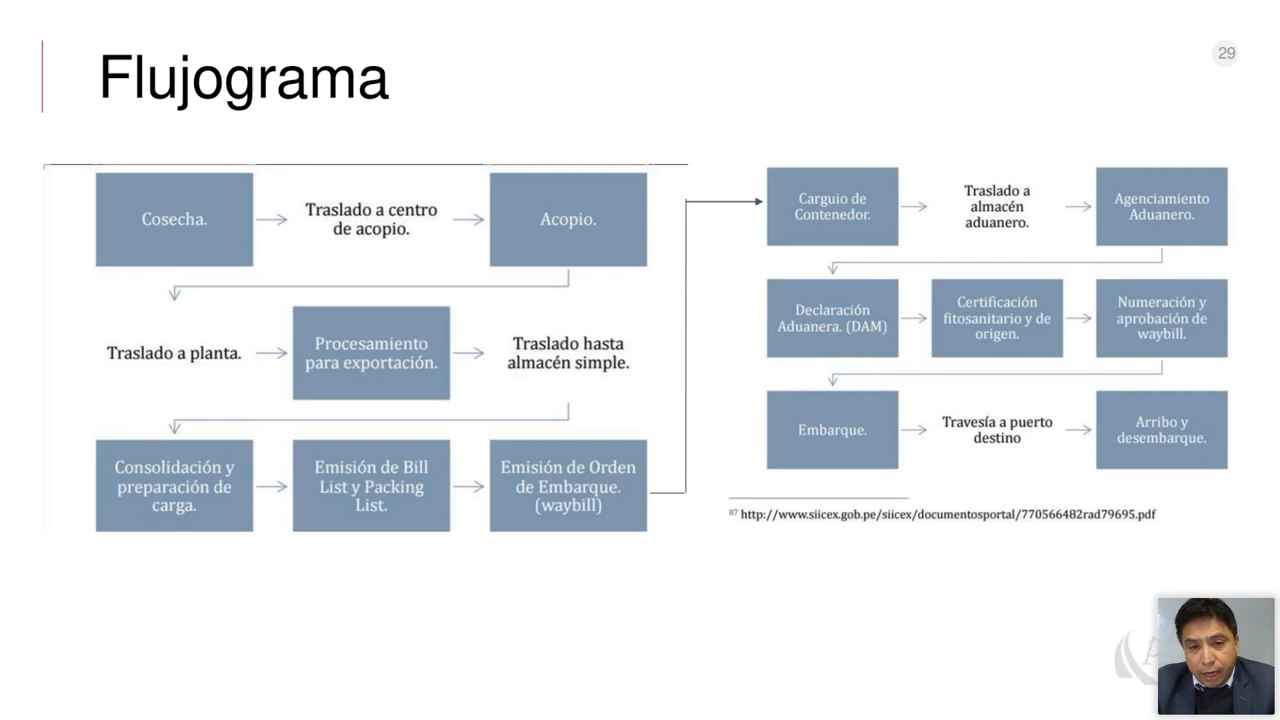 Flujograma
29
Cosecha.
Traslado a centro
de acopio.
Acopio.
Traslado a planta.
Procesamiento
para exportación.
Traslado hasta
almacén simple.
Consolidación y
preparación de
carga.
Emisión de Bill
List y Packing
List.
Emisión de Orden
de Embarque.
(waybill)
Carguio de
Contenedor.
Traslado a
almacén
aduanero.
Agenciamiento
Aduanero.
Declaración
Aduanera. (DAM)
Certificación
fitosanitario y de
origen.
Numeración y
aprobación de
waybill.
Embarque.
Travesía a puerto
destino
Arribo y
desembarque.
87 http://www.siicex.gob.pe/siicex/documentosportal/770566482rad79695.pdf